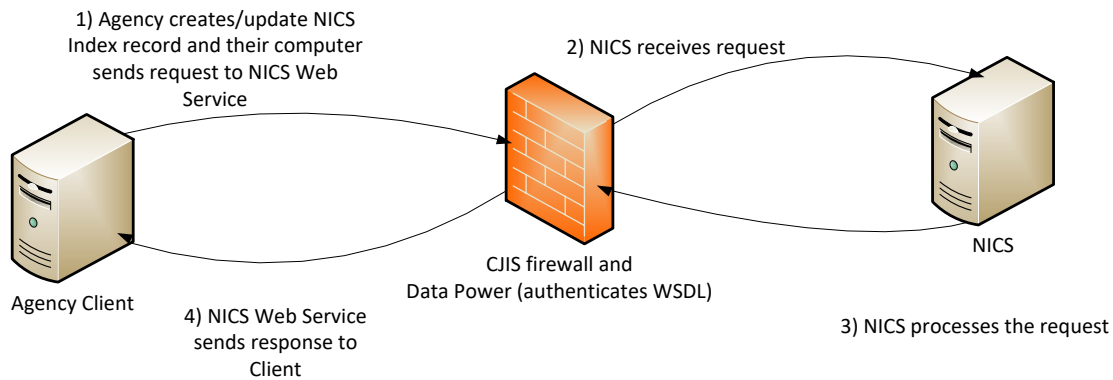 1) Agency creates/update NICS
Index record and their computer
sends request to NICS Web
Service
2) NICS receives request
Agency Client
CJIS firewall and
Data Power (authenticates WSDL)
NICS
4) NICS Web Service
sends response to
Client
3) NICS processes the request